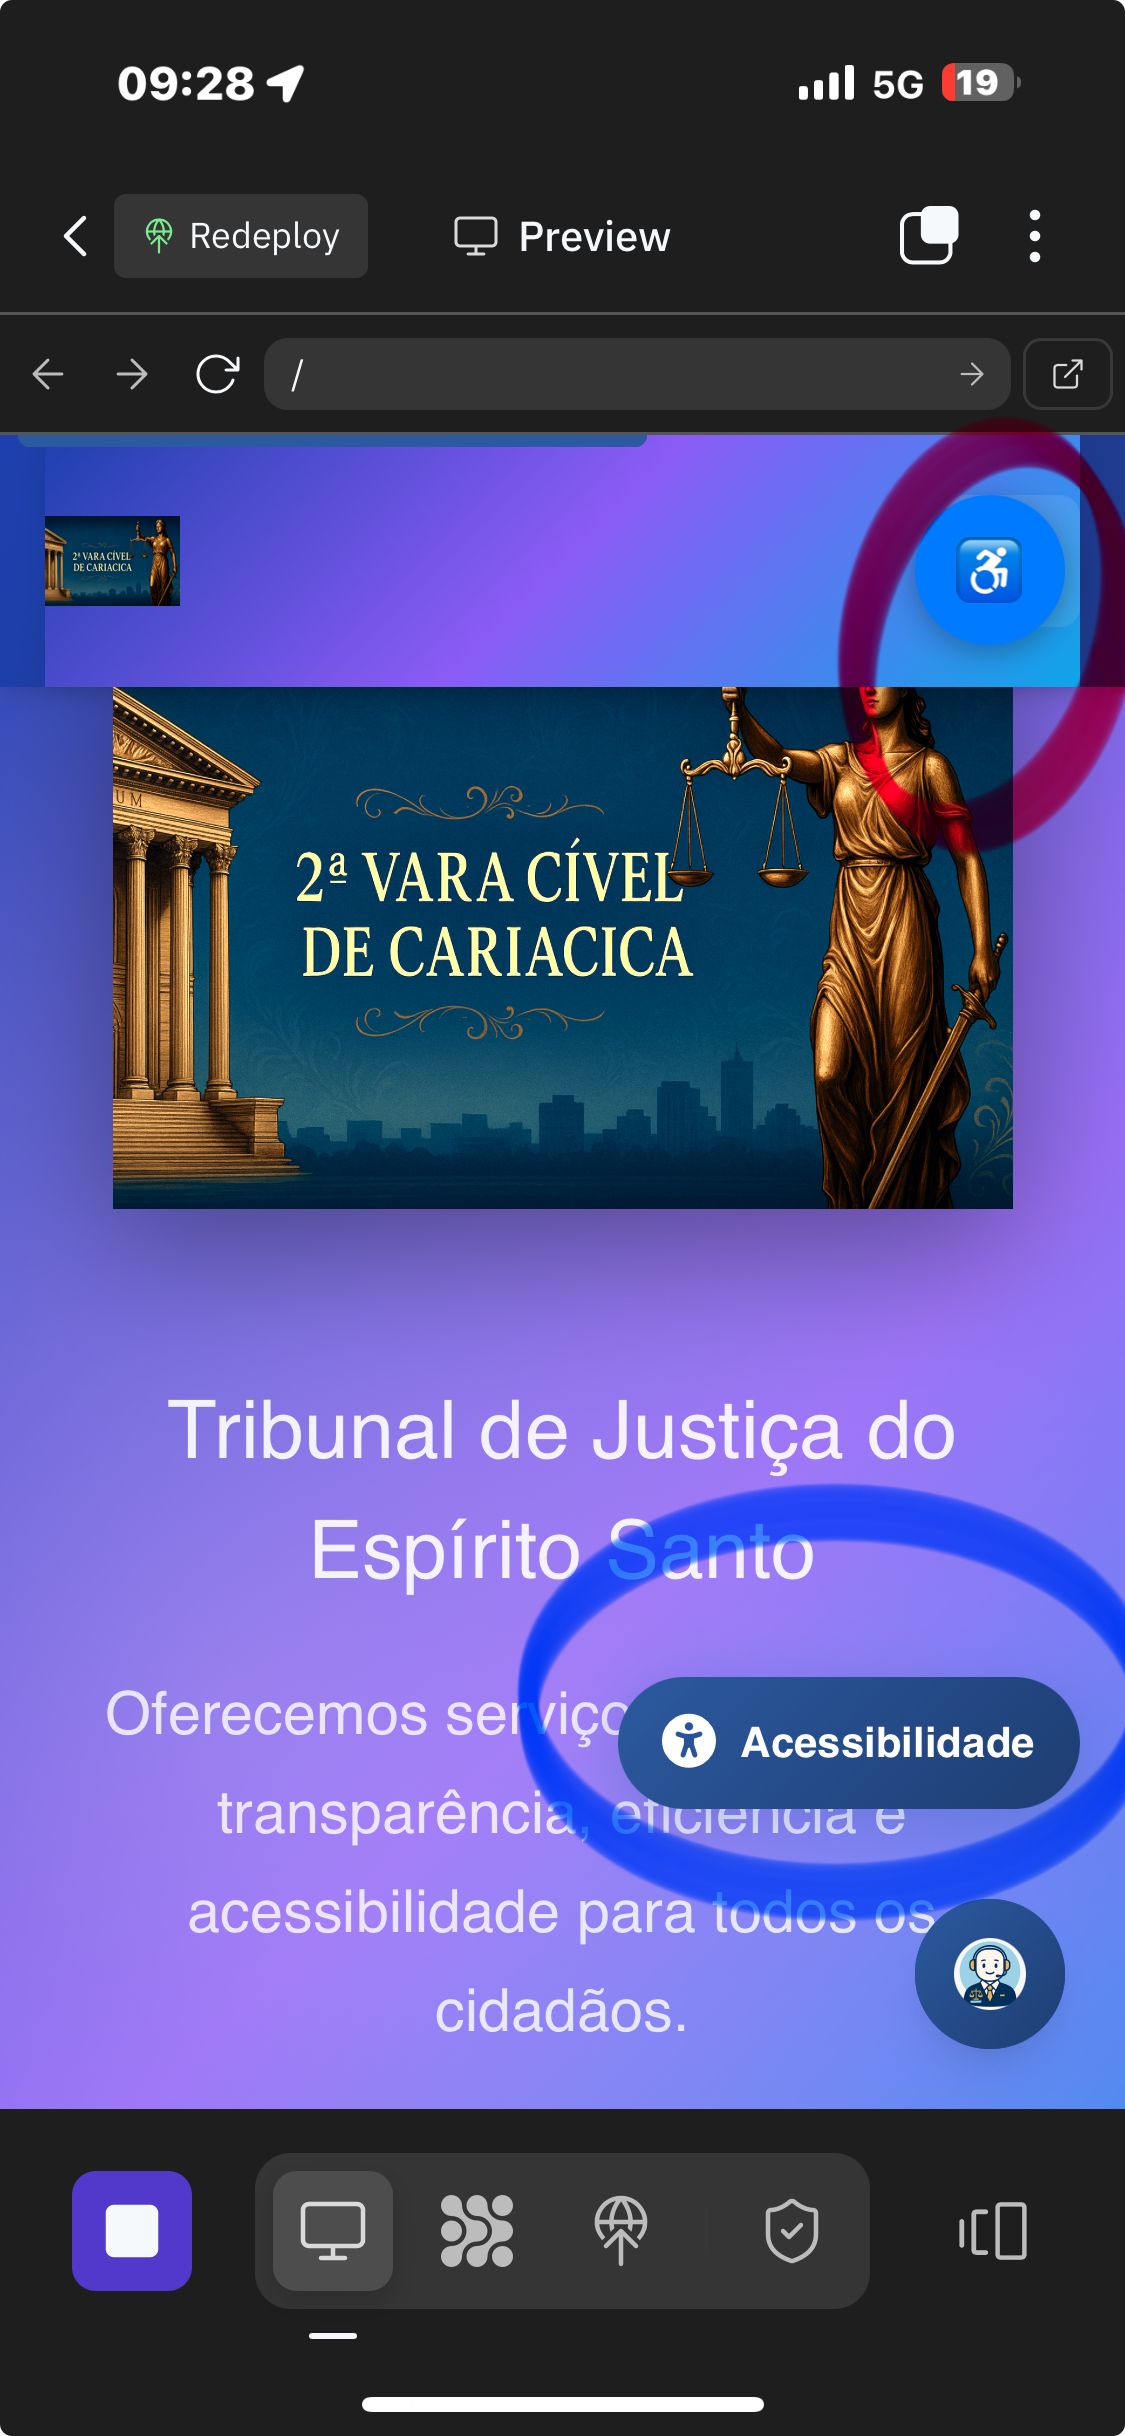 09:28
5G
19
Redeploy
Preview
/
2ª VARA CÍVEL
DE CARIACICA
UM
2ª VARA CÍVEL
DE CARIACICA
Tribunal de Justiça do
Espírito Santo
Oferecemos serviço
Acessibilidade
transparência, eficiência e
acessibilidade para todos os
cidadãos.